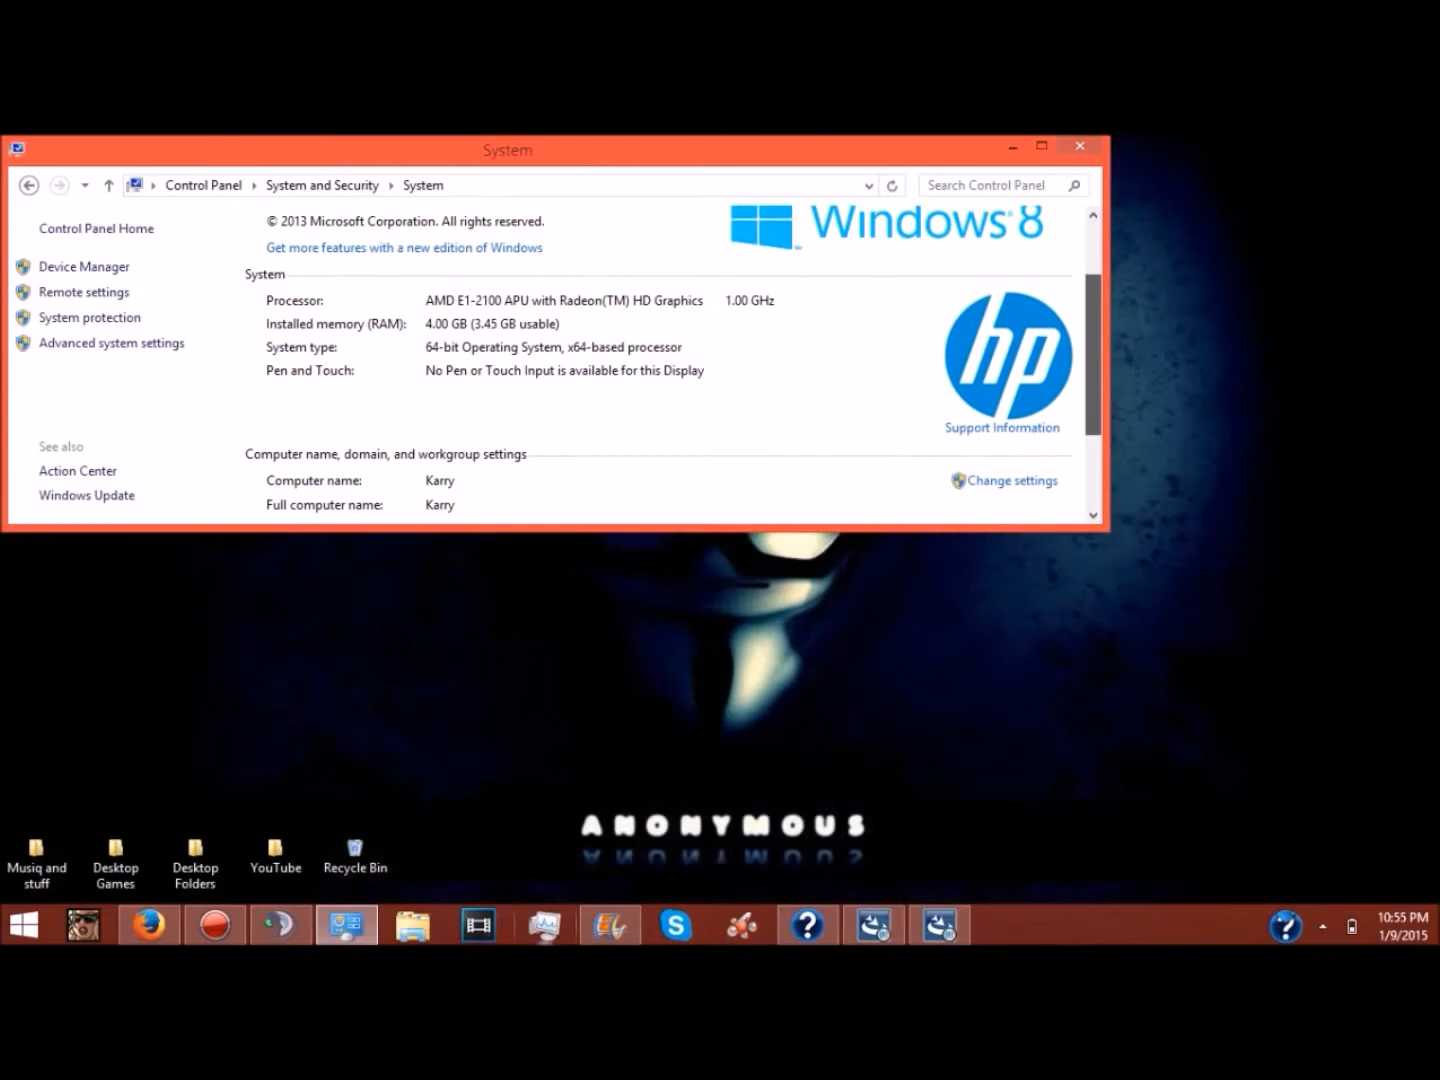 System
Control Panel
System and Security
System
Search Control Panel
Control Panel Home
Device Manager
Remote settings
System protection
Advanced system settings
See also
Action Center
Windows Update
© 2013 Microsoft Corporation. All rights reserved.
Get more features with a new edition of Windows
Windows 8
System
Processor: AMD E1-2100 APU with Radeon(TM) HD Graphics 1.00 GHz
Installed memory (RAM): 4.00 GB (3.45 GB usable)
System type: 64-bit Operating System, x64-based processor
Pen and Touch: No Pen or Touch Input is available for this Display
hp
Support Information
Computer name, domain, and workgroup settings
Computer name: Karry
Change settings
Full computer name: Karry
ANONYMOUS
Musiq and
stuff
Desktop
Games
Desktop
Folders
YouTube
Recycle Bin
10:55 PM
1/9/2015